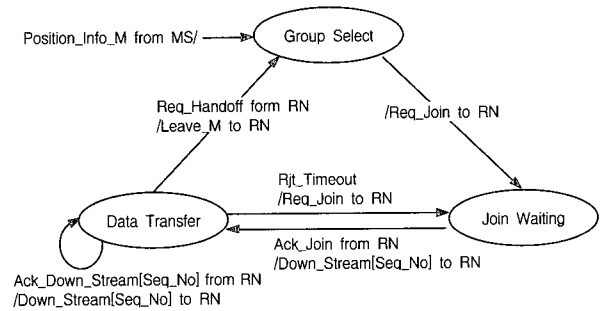 Position_Info_M from MS/
Group Select
Req_Handoff form RN
/Leave_M to RN
/Req_Join to RN
Rjt_Timeout
/Req_Join to RN
Data Transfer
Join Waiting
Ack_Join from RN
/Down_Stream[Seq_No] to RN
Ack_Down_Stream[Seq_No] from RN
/Down_Stream[Seq_No] to RN